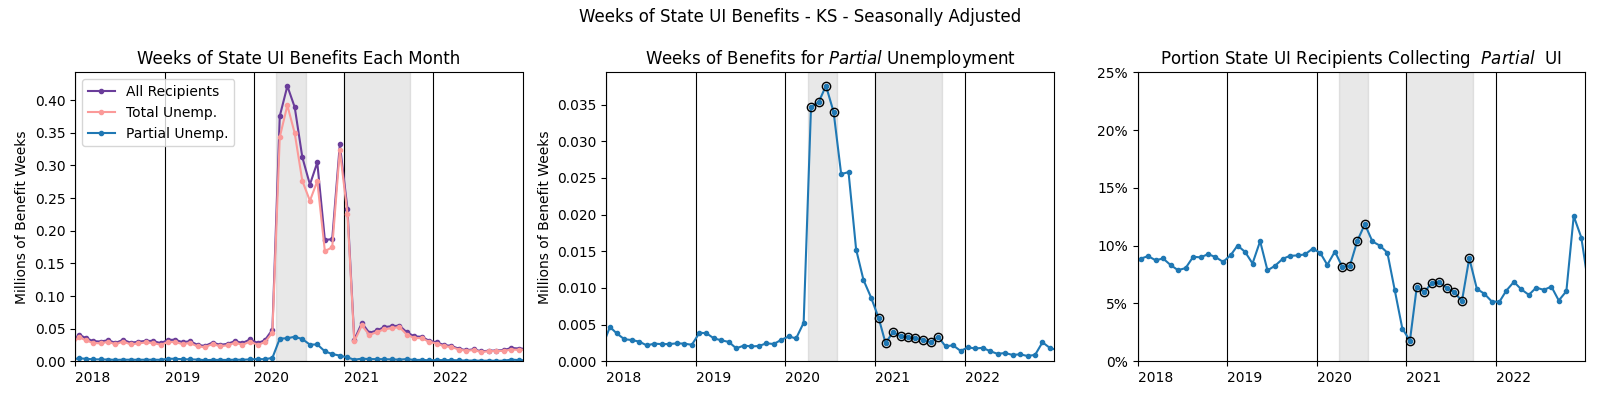 Weeks of State UI Benefits - KS - Seasonally Adjusted
Weeks of State UI Benefits Each Month
Millions of Benefit Weeks
0.40
0.35
0.30
0.25
0.20
0.15
0.10
0.05
0.00
All Recipients
Total Unemp.
Partial Unemp.
2018 2019 2020 2021 2022
Weeks of Benefits for Partial Unemployment
Millions of Benefit Weeks
0.035
0.030
0.025
0.020
0.015
0.010
0.005
0.000
2018 2019 2020 2021 2022
Portion State UI Recipients Collecting Partial UI
25%
20%
15%
10%
5%
0%
2018 2019 2020 2021 2022